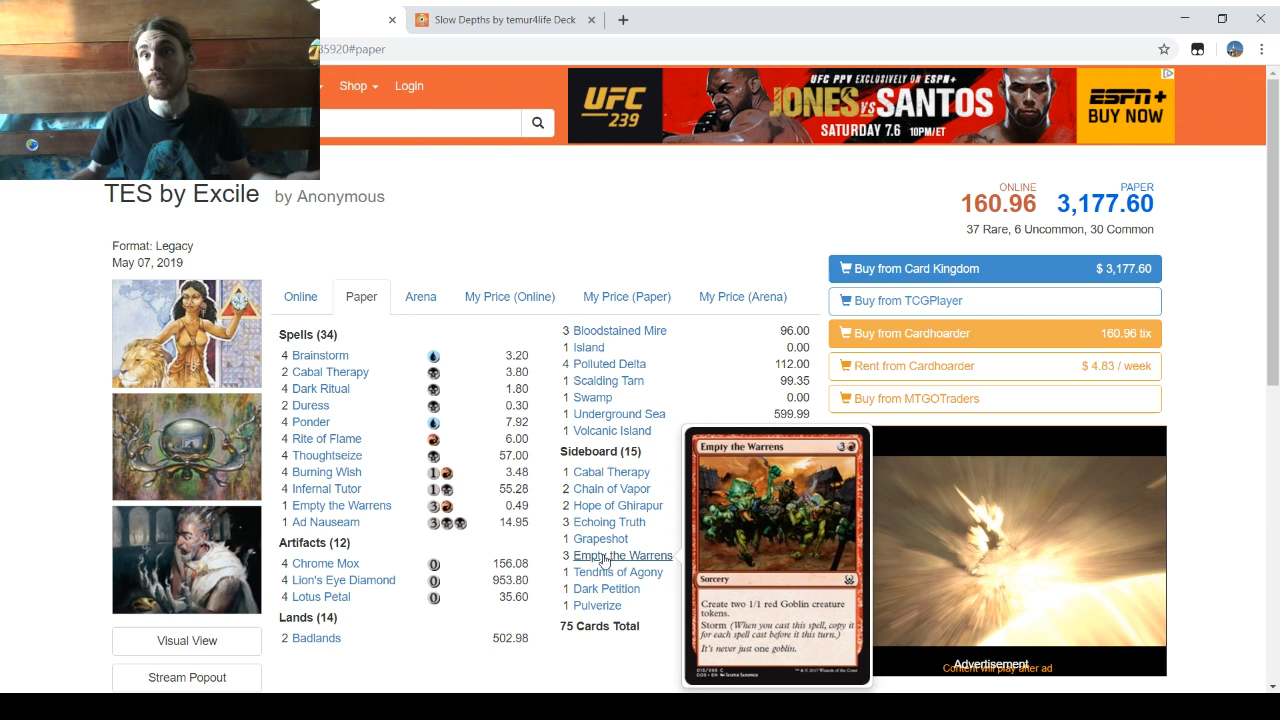 Slow Depths by temur4life Deck
35920#paper
Shop
Login
UFC 239
UFC PPV EXCLUSIVELY ON ESPN+
JONES VS SANTOS
SATURDAY 7.6 10PM/ET
ESPN+
BUY NOW
TES by Excile by Anonymous
ONLINE
160.96
PAPER
3,177.60
37 Rare, 6 Uncommon, 30 Common
Format: Legacy
May 07, 2019
Online
Paper
Arena
My Price (Online)
My Price (Paper)
My Price (Arena)
Spells (34)
4 Brainstorm 3.20
2 Cabal Therapy 3.80
4 Dark Ritual 1.80
2 Duress 0.30
4 Ponder 7.92
4 Rite of Flame 6.00
4 Thoughtseize 57.00
4 Burning Wish 1 3.48
4 Infernal Tutor 1 55.28
1 Empty the Warrens 3 0.49
1 Ad Nauseam 3 14.95
Artifacts (12)
4 Chrome Mox 0 156.08
4 Lion's Eye Diamond 0 953.80
4 Lotus Petal 0 35.60
Lands (14)
2 Badlands 502.98
3 Bloodstained Mire 96.00
1 Island 0.00
4 Polluted Delta 112.00
1 Scalding Tarn 99.35
1 Swamp 0.00
1 Underground Sea 599.99
1 Volcanic Island
Sideboard (15)
1 Cabal Therapy
2 Chain of Vapor
2 Hope of Ghirapur
3 Echoing Truth
1 Grapeshot
3 Empty the Warrens
1 Tendrils of Agony
1 Dark Petition
1 Pulverize
75 Cards Total
Buy from Card Kingdom $ 3,177.60
Buy from TCGPlayer
Buy from Cardhoarder 160.96 tix
Rent from Cardhoarder $ 4.83 / week
Buy from MTGOTraders
Visual View
Stream Popout
Empty the Warrens 3
Sorcery
Create two 1/1 red Goblin creature
tokens.
Storm (When you cast this spell, copy it
for each spell cast before it this turn.)
It's never just one goblin.
Advertisement
Content will play after ad